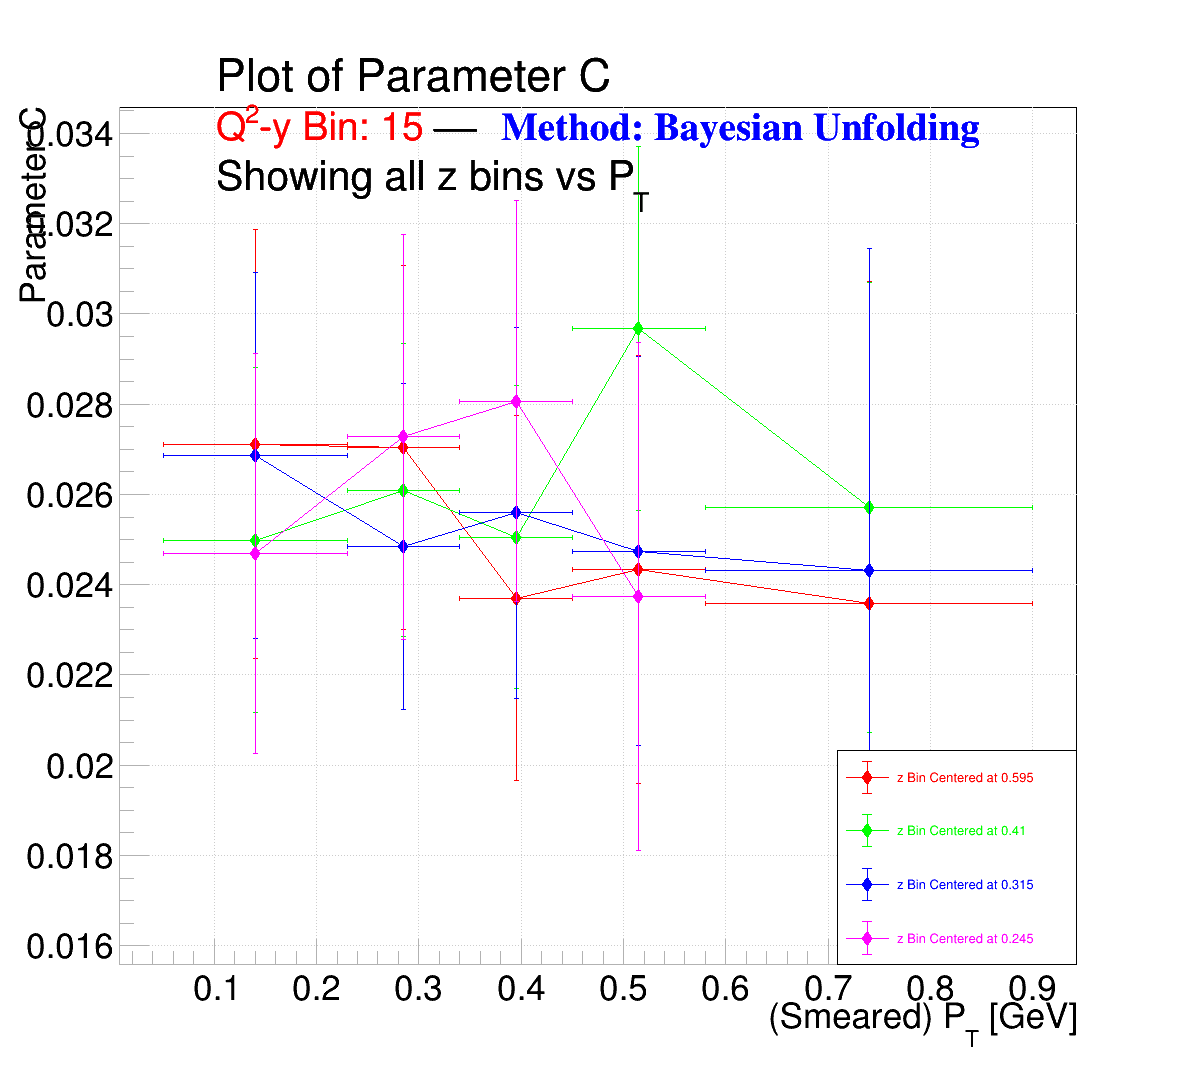 Plot of Parameter C
Q²-y Bin: 15 — Method: Bayesian Unfolding
Showing all z bins vs P_T
Parameter C
0.034
0.032
0.03
0.028
0.026
0.024
0.022
0.02
0.018
0.016
z Bin Centered at 0.595
z Bin Centered at 0.41
z Bin Centered at 0.315
z Bin Centered at 0.245
0.1 0.2 0.3 0.4 0.5 0.6 0.7 0.8 0.9
(Smeared) P_T [GeV]